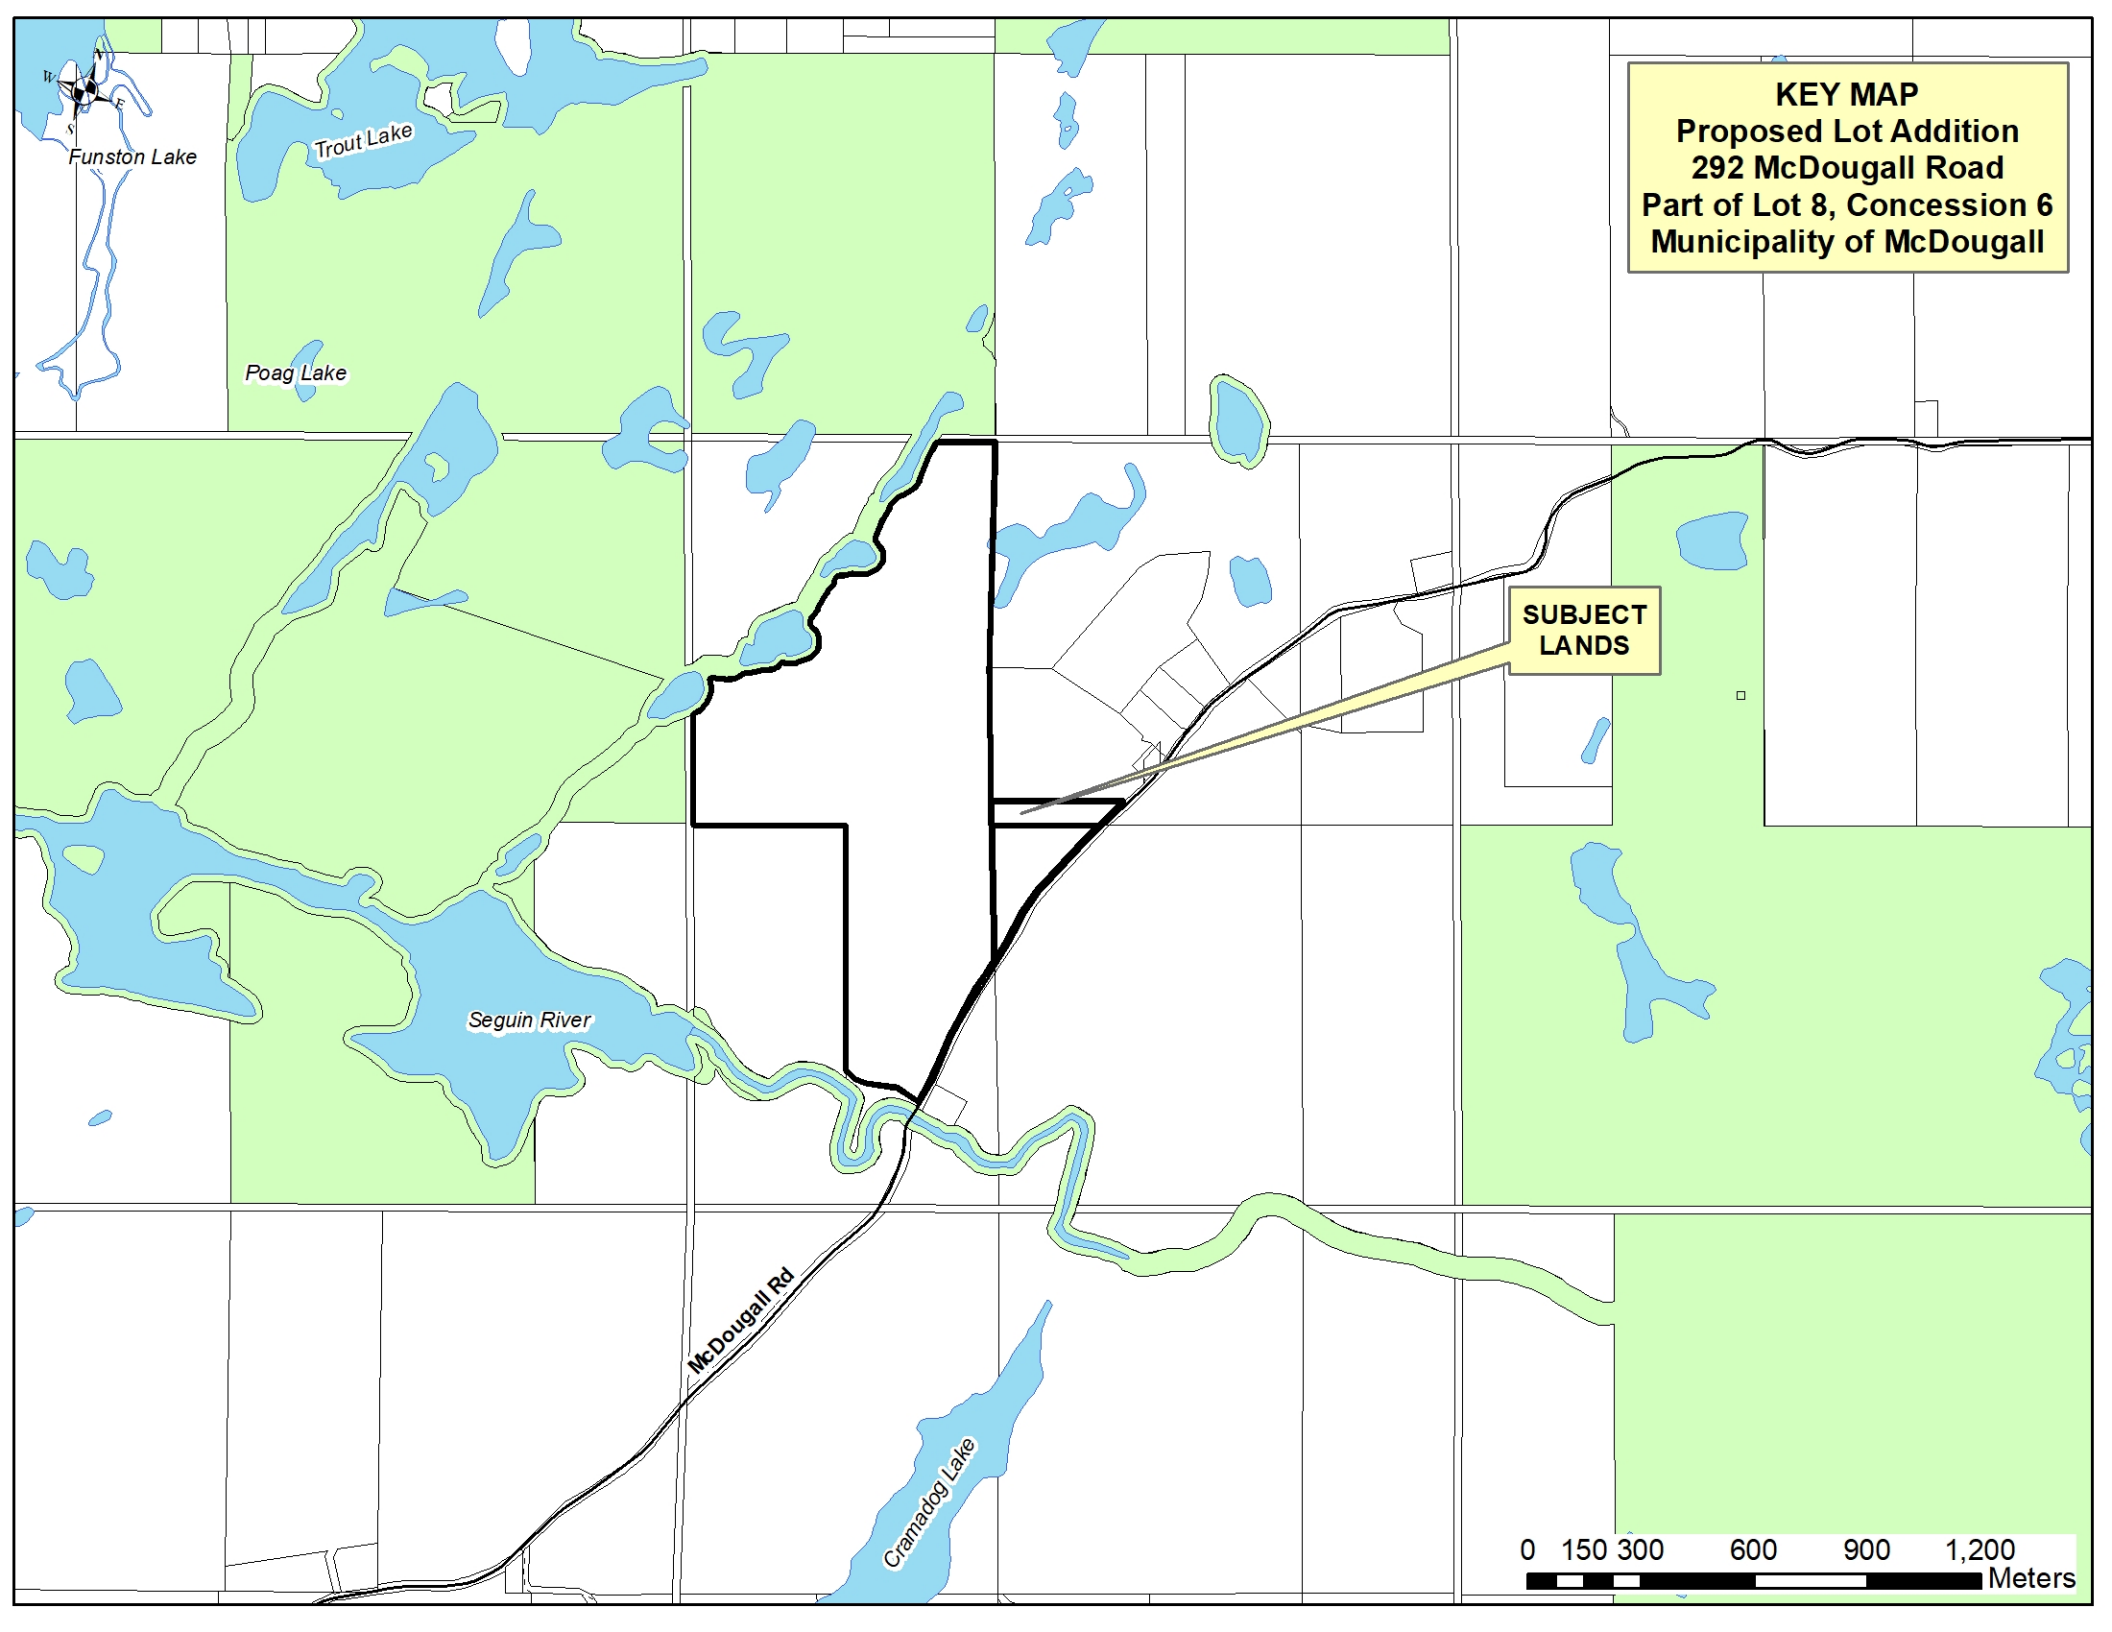 KEY MAP
Proposed Lot Addition
292 McDougall Road
Part of Lot 8, Concession 6
Municipality of McDougall
N
W
E
S
Funston Lake
Trout Lake
Poag Lake
SUBJECT
LANDS
Seguin River
McDougall Rd
Cramadog Lake
0 150 300 600 900 1,200
Meters